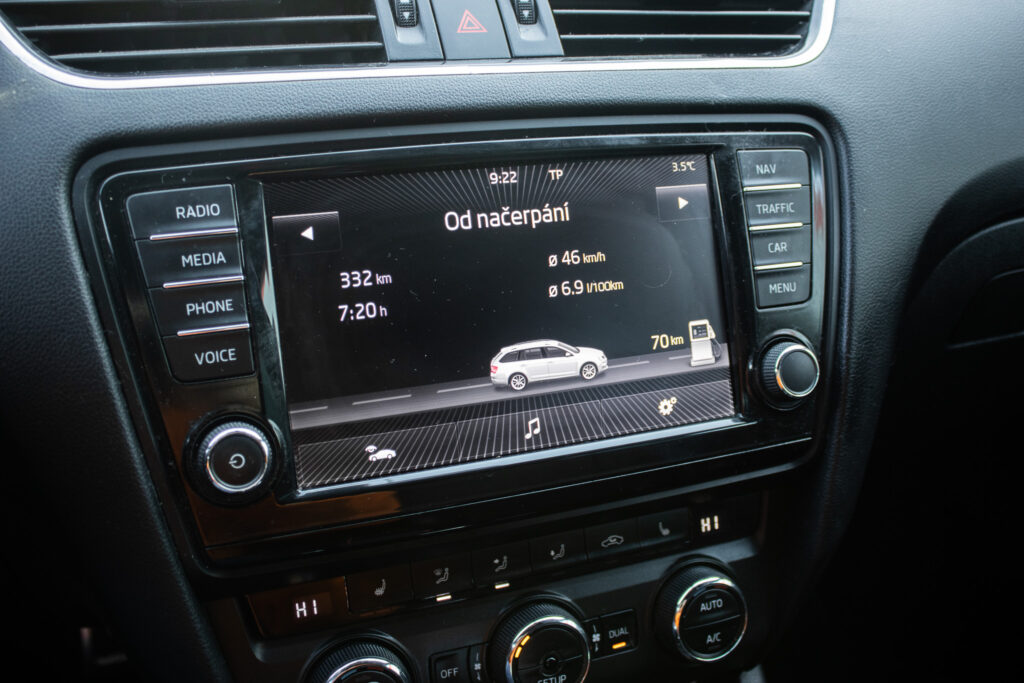 9:22 TP 3.5°C
Od načerpání
332 km
7:20 h
ø 46 km/h
ø 6.9 l/100km
70 km
RADIO
MEDIA
PHONE
VOICE
NAV
TRAFFIC
CAR
MENU
HI
HI
OFF
SETUP
DUAL
AUTO
A/C